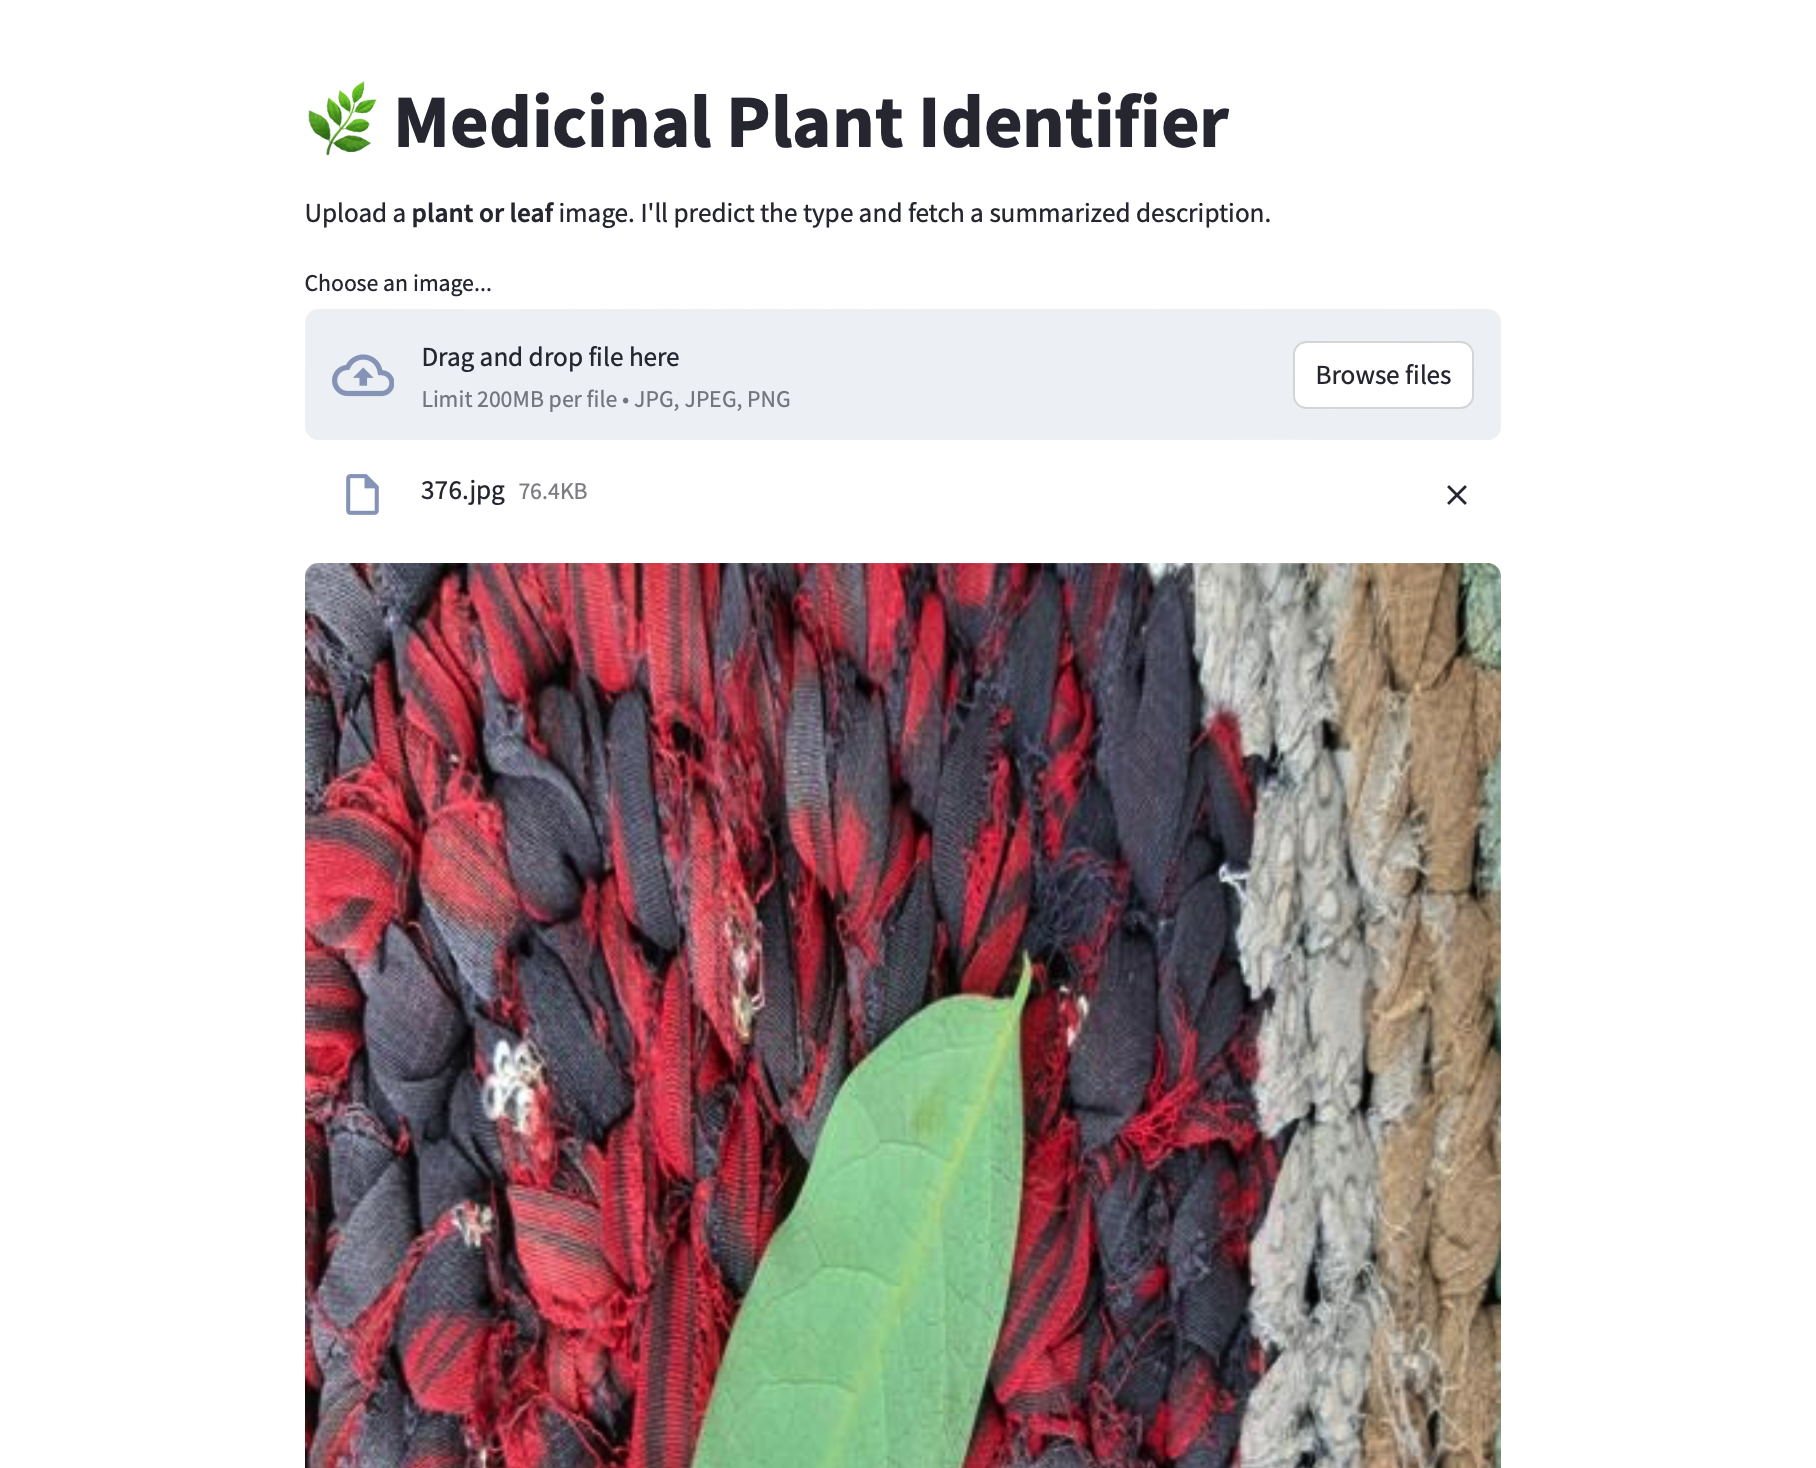 🌿 Medicinal Plant Identifier
Upload a plant or leaf image. I'll predict the type and fetch a summarized description.
Choose an image...
Drag and drop file here
Limit 200MB per file • JPG, JPEG, PNG
Browse files
376.jpg 76.4KB